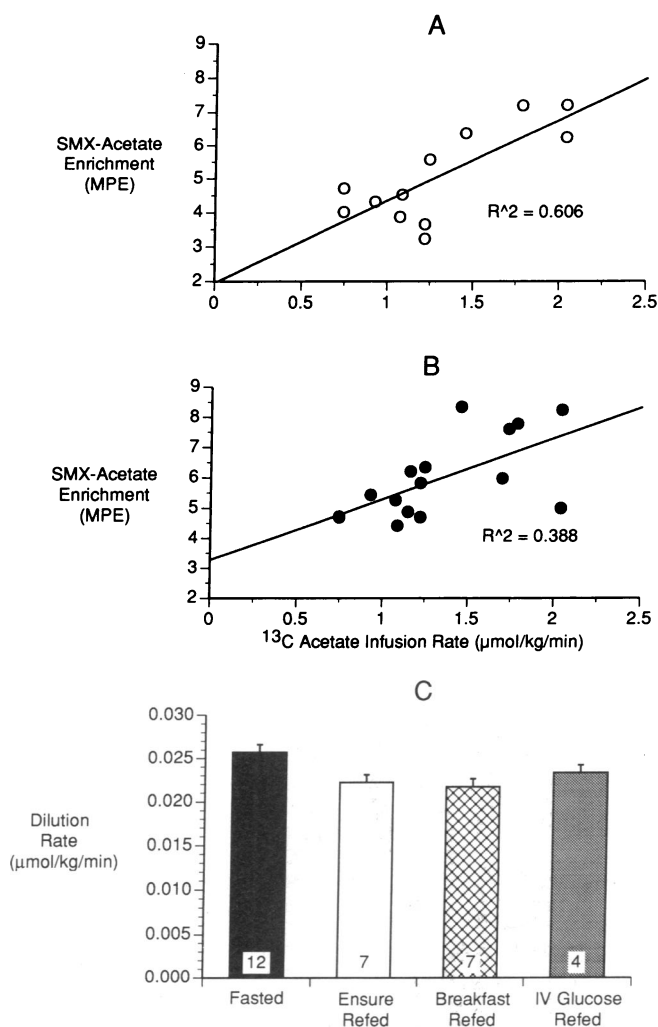 A
9
8
7
6
5
4
3
2
SMX-Acetate
Enrichment
(MPE)
R^2 = 0.606
0 0.5 1 1.5 2 2.5
B
9
8
7
6
5
4
3
2
SMX-Acetate
Enrichment
(MPE)
R^2 = 0.388
0 0.5 1 1.5 2 2.5
13C Acetate Infusion Rate (µmol/kg/min)
C
0.030
0.025
0.020
0.015
0.010
0.005
0.000
Dilution
Rate
(µmol/kg/min)
12 7 7 4
Fasted Ensure Breakfast IV Glucose
Refed Refed Refed